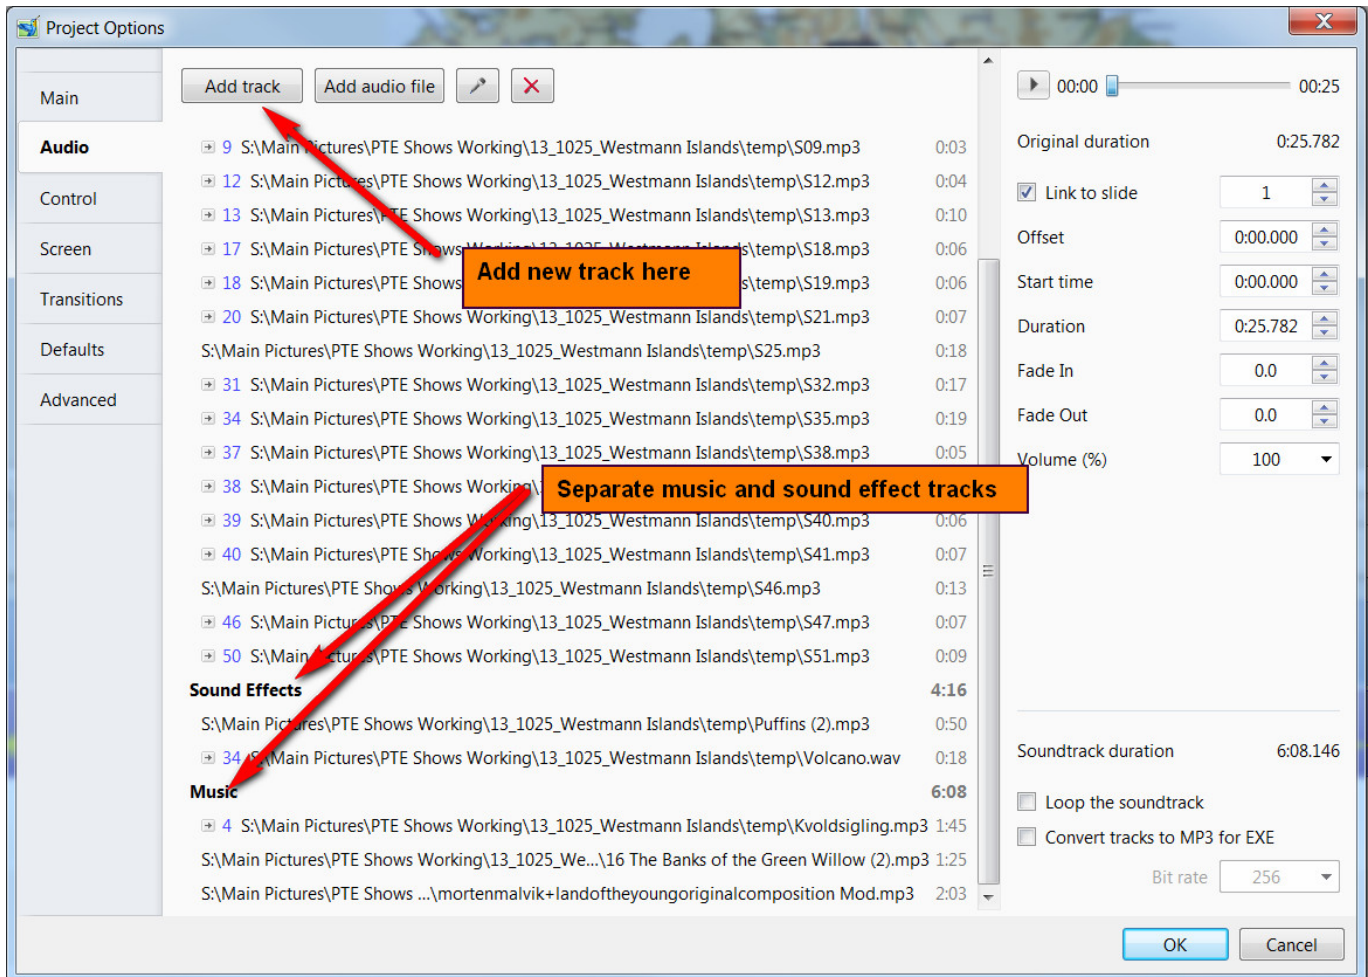 Project Options
Main
Audio
Control
Screen
Transitions
Defaults
Advanced
Add track
Add audio file
9 S:\Main Pictures\PTE Shows Working\13_1025_Westmann Islands\temp\S09.mp3 0:03
12 S:\Main Pictures\PTE Shows Working\13_1025_Westmann Islands\temp\S12.mp3 0:04
13 S:\Main Pictures\PTE Shows Working\13_1025_Westmann Islands\temp\S13.mp3 0:10
17 S:\Main Pictures\PTE Shows Working\13_1025_Westmann Islands\temp\S18.mp3 0:06
18 S:\Main Pictures\PTE Shows s\temp\S19.mp3 0:06
Add new track here
20 S:\Main Pictures\PTE Shows Working\13_1025_Westmann Islands\temp\S21.mp3 0:07
S:\Main Pictures\PTE Shows Working\13_1025_Westmann Islands\temp\S25.mp3 0:18
31 S:\Main Pictures\PTE Shows Working\13_1025_Westmann Islands\temp\S32.mp3 0:17
34 S:\Main Pictures\PTE Shows Working\13_1025_Westmann Islands\temp\S35.mp3 0:19
37 S:\Main Pictures\PTE Shows Working\13_1025_Westmann Islands\temp\S38.mp3 0:05
38 S:\Main Pictures\PTE Shows Working\
Separate music and sound effect tracks
39 S:\Main Pictures\PTE Shows Working\13_1025_Westmann Islands\temp\S40.mp3 0:06
40 S:\Main Pictures\PTE Shows Working\13_1025_Westmann Islands\temp\S41.mp3 0:07
S:\Main Pictures\PTE Shows Working\13_1025_Westmann Islands\temp\S46.mp3 0:13
46 S:\Main Pictures\PTE Shows Working\13_1025_Westmann Islands\temp\S47.mp3 0:07
50 S:\Main Pictures\PTE Shows Working\13_1025_Westmann Islands\temp\S51.mp3 0:09
Sound Effects 4:16
S:\Main Pictures\PTE Shows Working\13_1025_Westmann Islands\temp\Puffins (2).mp3 0:50
34 S:\Main Pictures\PTE Shows Working\13_1025_Westmann Islands\temp\Volcano.wav 0:18
Music 6:08
4 S:\Main Pictures\PTE Shows Working\13_1025_Westmann Islands\temp\Kvoldsigling.mp3 1:45
S:\Main Pictures\PTE Shows Working\13_1025_We...\16 The Banks of the Green Willow (2).mp3 1:25
S:\Main Pictures\PTE Shows ...\mortenmalvik+landoftheyoungoriginalcomposition Mod.mp3 2:03
00:00 00:25
Original duration 0:25.782
Link to slide 1
Offset 0:00.000
Start time 0:00.000
Duration 0:25.782
Fade In 0.0
Fade Out 0.0
Volume (%) 100
Soundtrack duration 6:08.146
Loop the soundtrack
Convert tracks to MP3 for EXE
Bit rate 256
OK Cancel